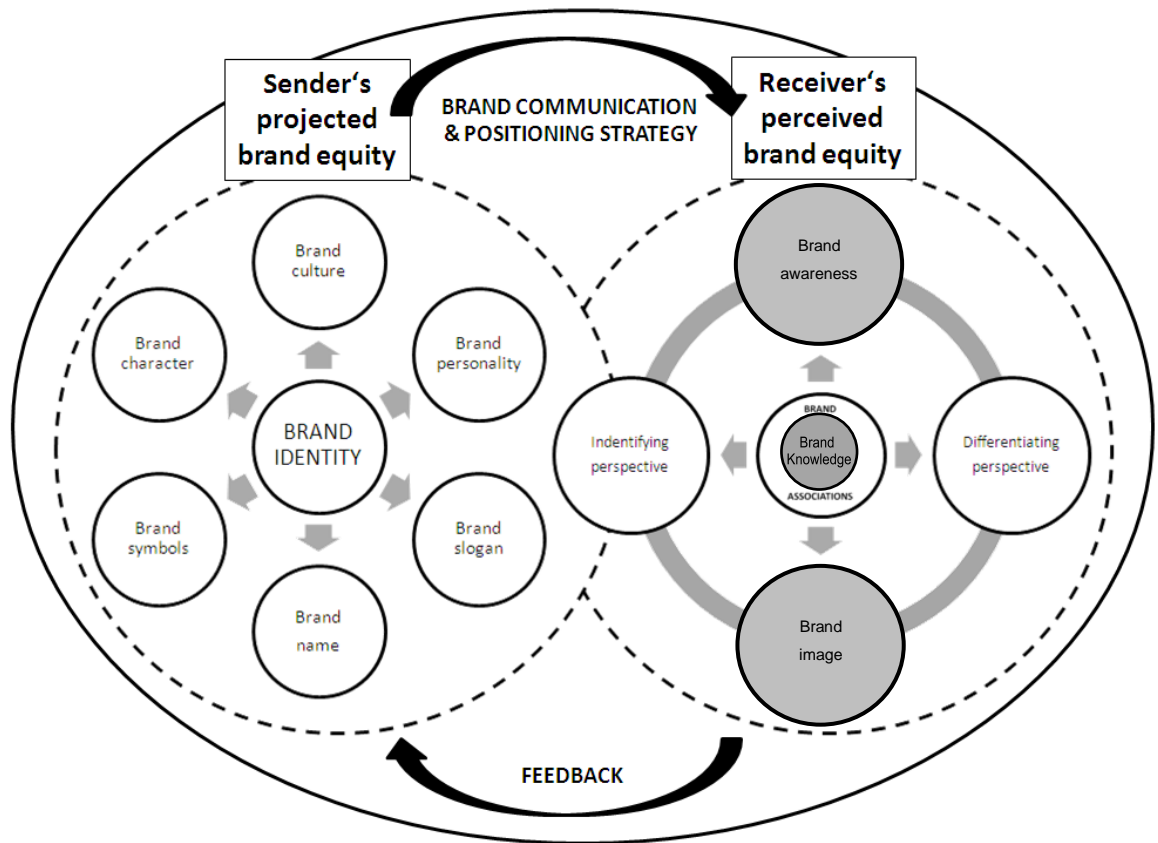 Sender‘s
projected
brand equity
BRAND COMMUNICATION
& POSITIONING STRATEGY
Receiver‘s
perceived
brand equity
Brand
culture
Brand
character
Brand
personality
BRAND
IDENTITY
Brand
symbols
Brand
slogan
Brand
name
Brand
awareness
Indentifying
perspective
BRAND
Brand
Knowledge
ASSOCIATIONS
Differentiating
perspective
Brand
image
FEEDBACK